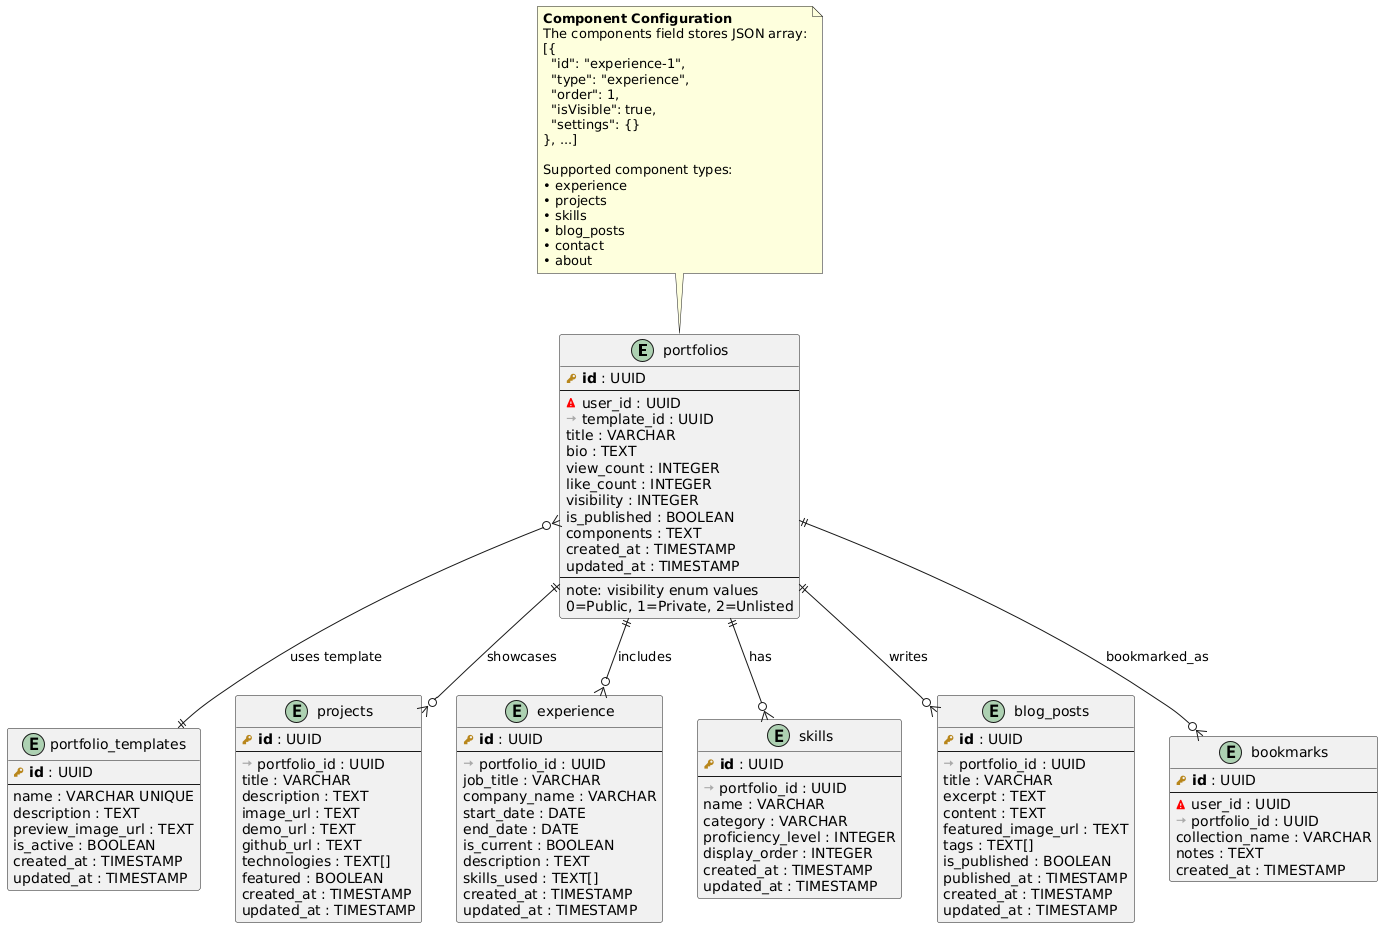 Component Configuration
The components field stores JSON array:
[{
  "id": "experience-1",
  "type": "experience",
  "order": 1,
  "isVisible": true,
  "settings": {}
}, ...]

Supported component types:
• experience
• projects
• skills
• blog_posts
• contact
• about
E portfolios
id : UUID
user_id : UUID
→ template_id : UUID
title : VARCHAR
bio : TEXT
view_count : INTEGER
like_count : INTEGER
visibility : INTEGER
is_published : BOOLEAN
components : TEXT
created_at : TIMESTAMP
updated_at : TIMESTAMP
note: visibility enum values
0=Public, 1=Private, 2=Unlisted
uses template
showcases
includes
has
writes
bookmarked_as
E portfolio_templates
id : UUID
name : VARCHAR UNIQUE
description : TEXT
preview_image_url : TEXT
is_active : BOOLEAN
created_at : TIMESTAMP
updated_at : TIMESTAMP
E projects
id : UUID
→ portfolio_id : UUID
title : VARCHAR
description : TEXT
image_url : TEXT
demo_url : TEXT
github_url : TEXT
technologies : TEXT[]
featured : BOOLEAN
created_at : TIMESTAMP
updated_at : TIMESTAMP
E experience
id : UUID
→ portfolio_id : UUID
job_title : VARCHAR
company_name : VARCHAR
start_date : DATE
end_date : DATE
is_current : BOOLEAN
description : TEXT
skills_used : TEXT[]
created_at : TIMESTAMP
updated_at : TIMESTAMP
E skills
id : UUID
→ portfolio_id : UUID
name : VARCHAR
category : VARCHAR
proficiency_level : INTEGER
display_order : INTEGER
created_at : TIMESTAMP
updated_at : TIMESTAMP
E blog_posts
id : UUID
→ portfolio_id : UUID
title : VARCHAR
excerpt : TEXT
content : TEXT
featured_image_url : TEXT
tags : TEXT[]
is_published : BOOLEAN
published_at : TIMESTAMP
created_at : TIMESTAMP
updated_at : TIMESTAMP
E bookmarks
id : UUID
user_id : UUID
→ portfolio_id : UUID
collection_name : VARCHAR
notes : TEXT
created_at : TIMESTAMP